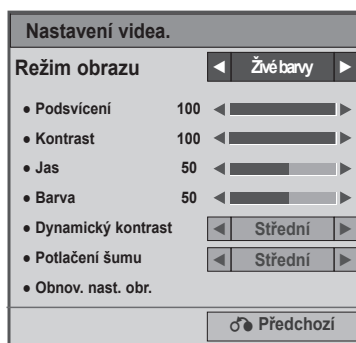 Nastavení videa.
Režim obrazu ◄ Živé barvy ►
● Podsvícení 100 ◄ ►
● Kontrast 100 ◄ ►
● Jas 50 ◄ ►
● Barva 50 ◄ ►
● Dynamický kontrast ◄ Střední ►
● Potlačení šumu ◄ Střední ►
● Obnov. nast. obr.
Předchozí